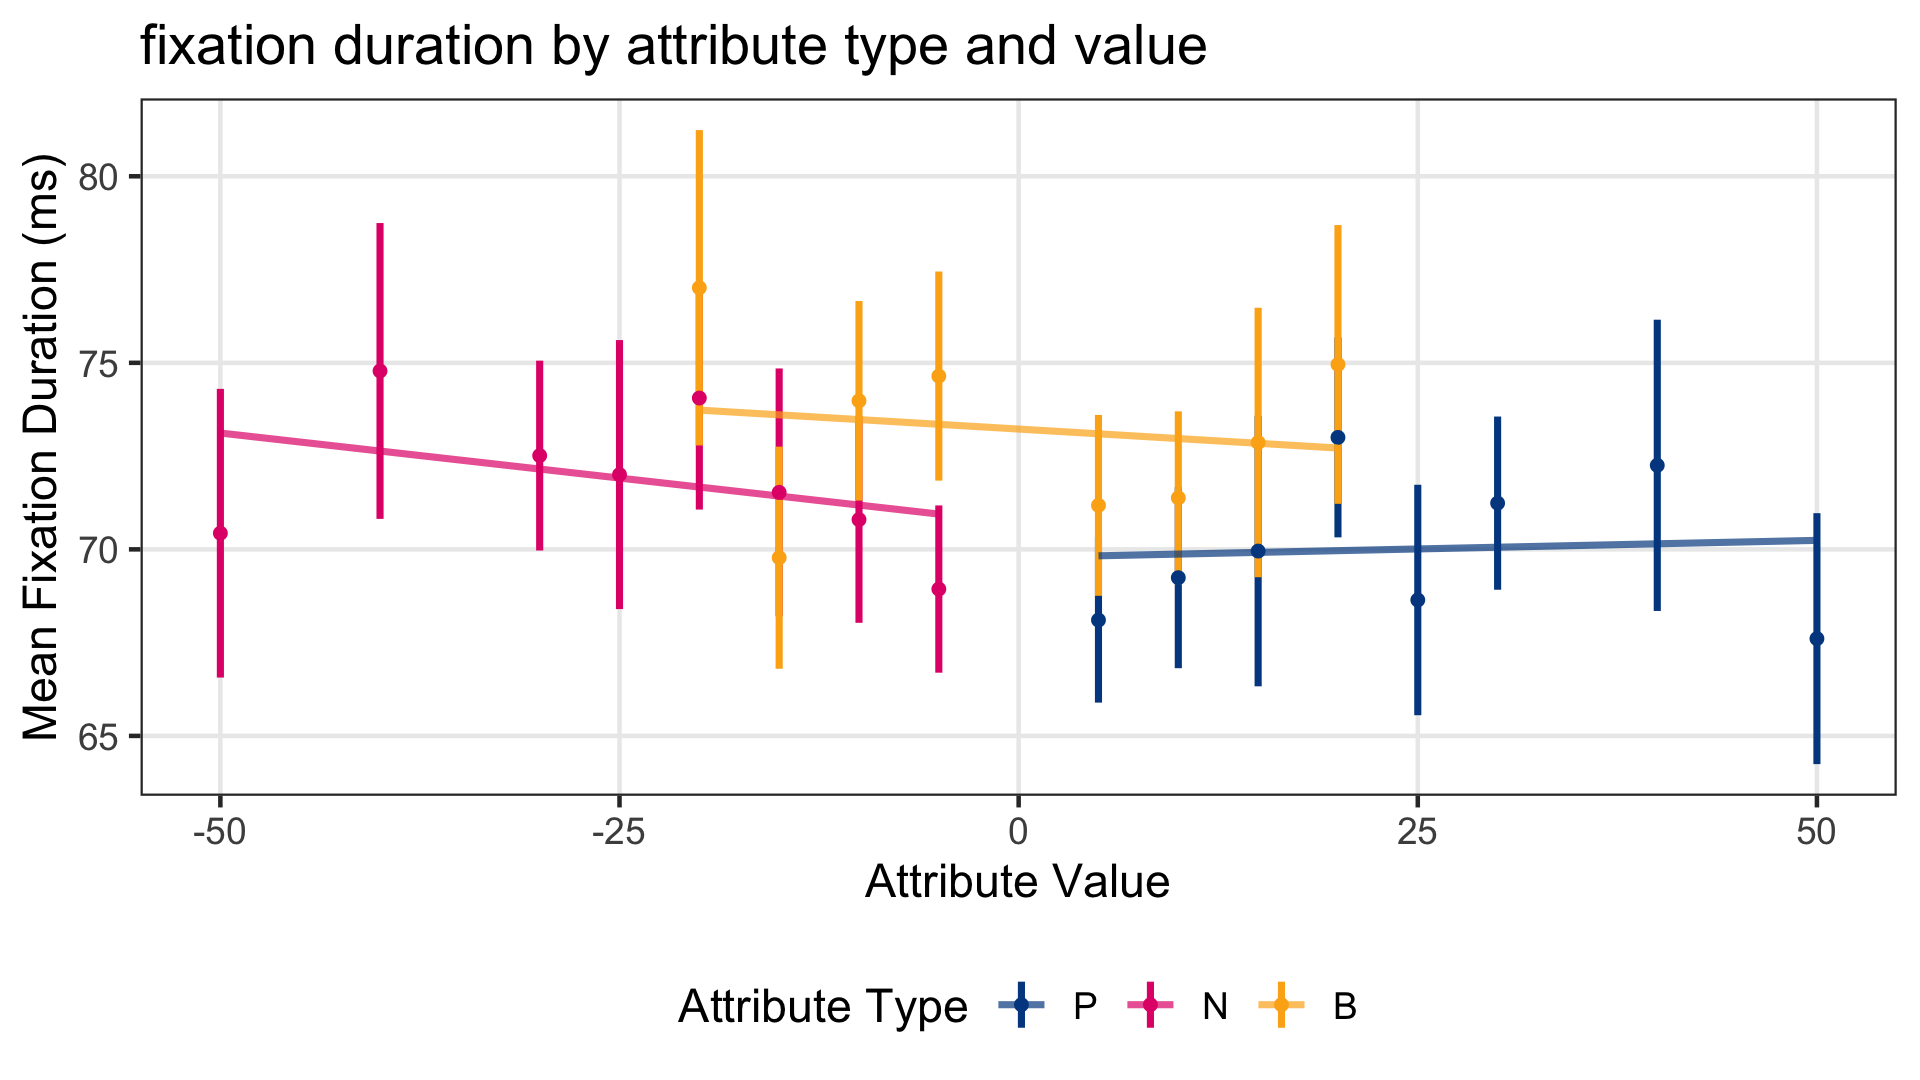 fixation duration by attribute type and value
Mean Fixation Duration (ms)
80
75
70
65
-50 -25 0 25 50
Attribute Value
Attribute Type P N B